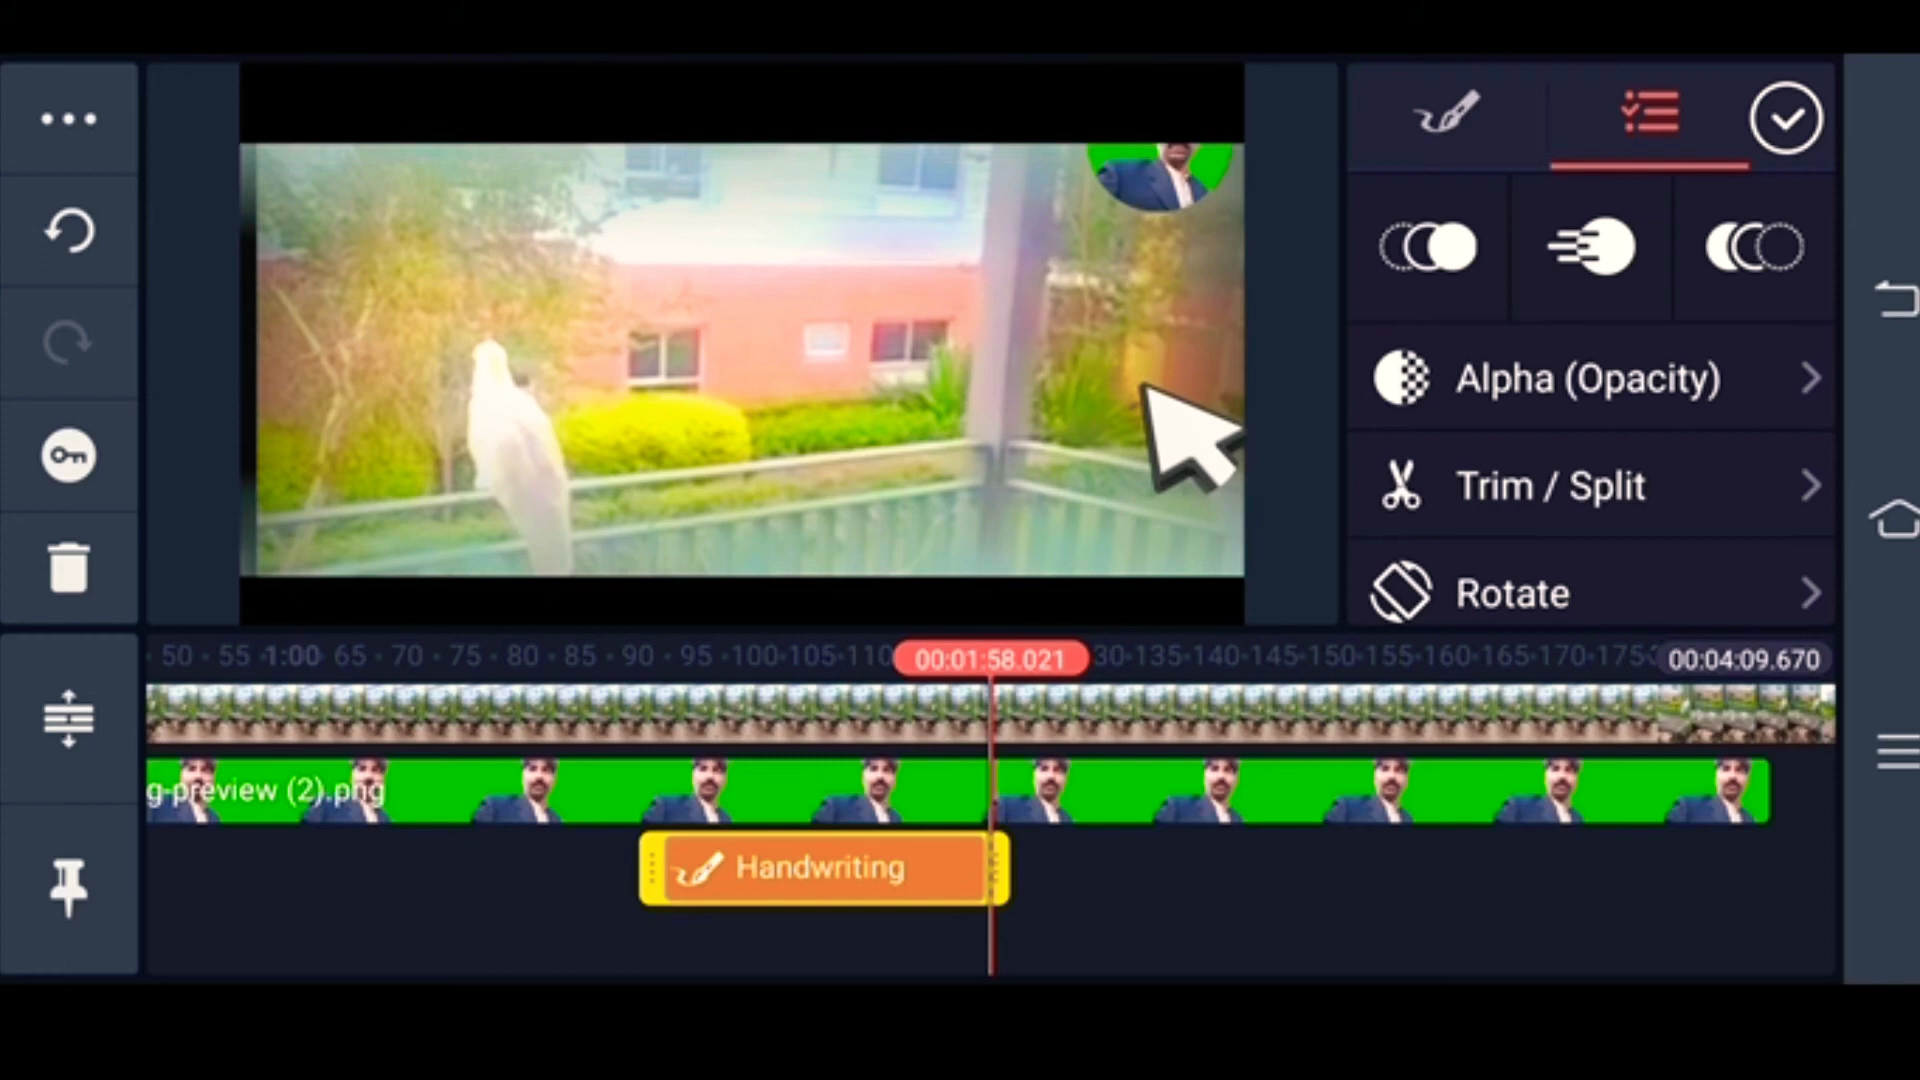 Alpha (Opacity)
Trim / Split
Rotate
50 55 1:00 65 70 75 80 85 90 95 100 105 110 00:01:58.021 30 135 140 145 150 155 160 165 170 175 00:04:09.670
g-preview (2).png
Handwriting